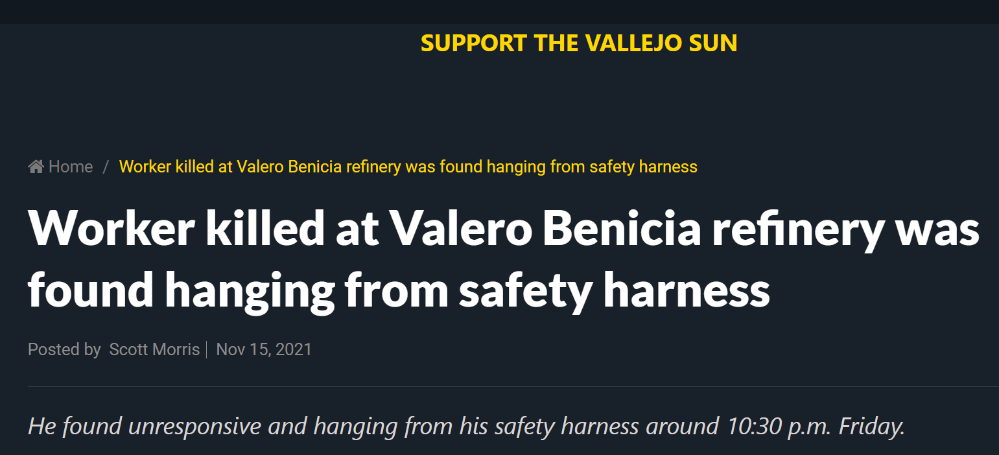 SUPPORT THE VALLEJO SUN
Home / Worker killed at Valero Benicia refinery was found hanging from safety harness
Worker killed at Valero Benicia refinery was
found hanging from safety harness
Posted by Scott Morris | Nov 15, 2021
He found unresponsive and hanging from his safety harness around 10:30 p.m. Friday.